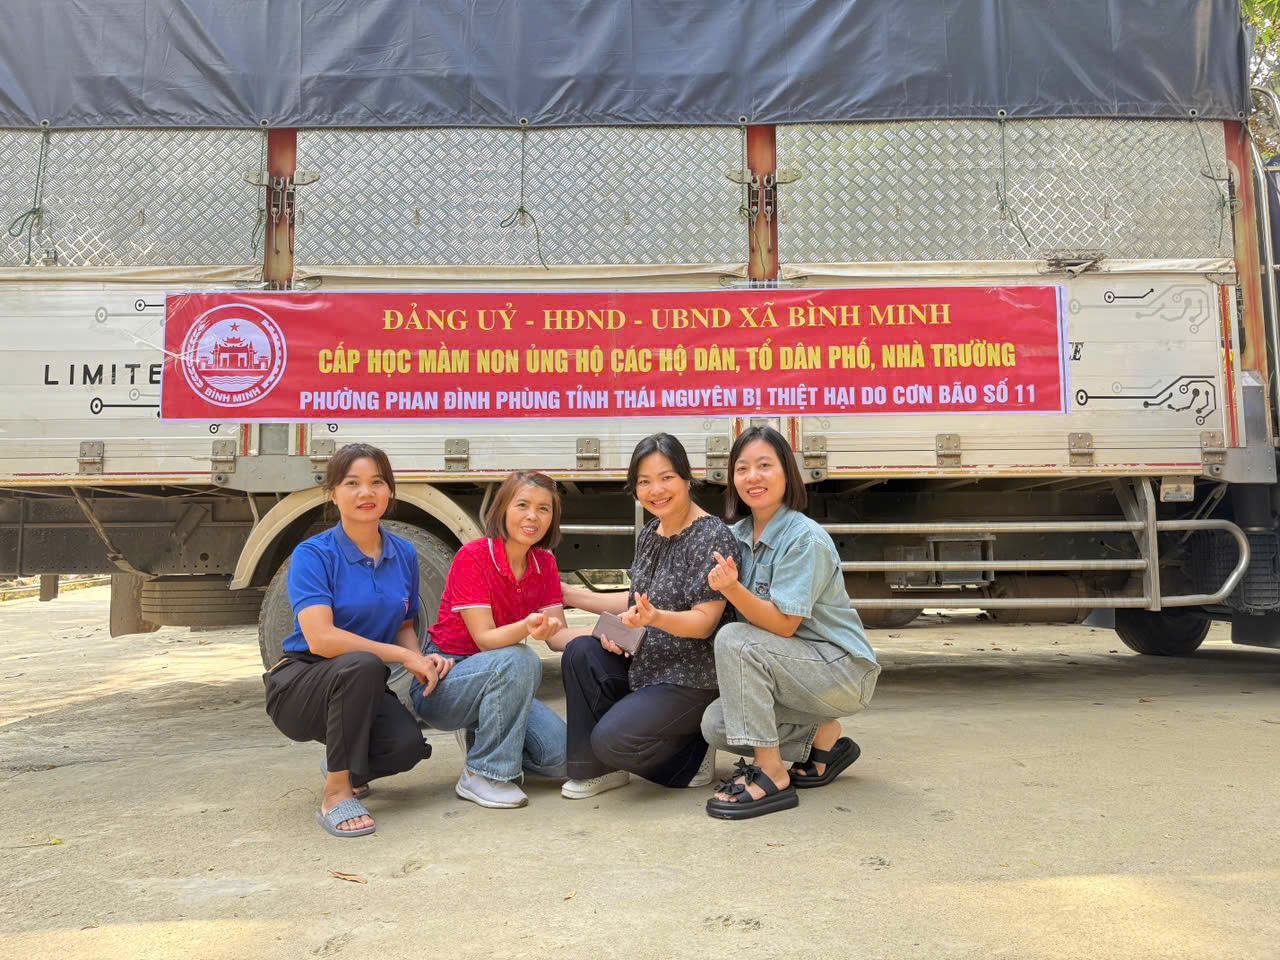 ĐẢNG UỶ - HĐND - UBND XÃ BÌNH MINH
CẤP HỌC MẦM NON ỦNG HỘ CÁC HỘ DÂN, TỔ DÂN PHỐ, NHÀ TRƯỜNG
PHƯỜNG PHAN ĐÌNH PHÙNG TỈNH THÁI NGUYÊN BỊ THIỆT HẠI DO CƠN BÃO SỐ 11
BÌNH MINH
LIMITE